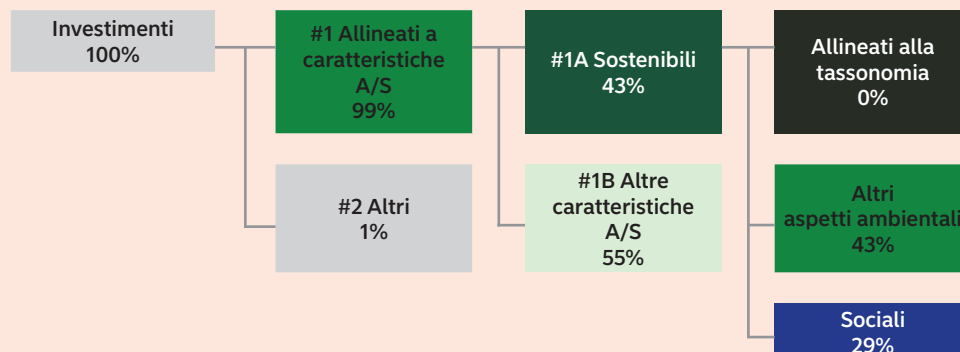 Investimenti
100%
#1 Allineati a
caratteristiche
A/S
99%
#1A Sostenibili
43%
Allineati alla
tassonomia
0%
#2 Altri
1%
#1B Altre
caratteristiche
A/S
55%
Altri
aspetti ambientali
43%
Sociali
29%